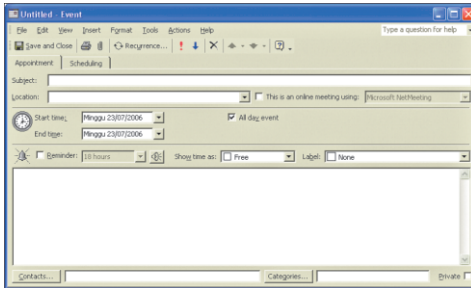 Untitled - Event
File Edit View Insert Format Tools Actions Help Type a question for help
Save and Close Recurrence...
Appointment Scheduling
Subject:
Location: This is an online meeting using: Microsoft NetMeeting
Start time: Minggu 23/07/2006 All day event
End time: Minggu 23/07/2006
Reminder: 18 hours Show time as: Free Label: None
Contacts... Categories... Private